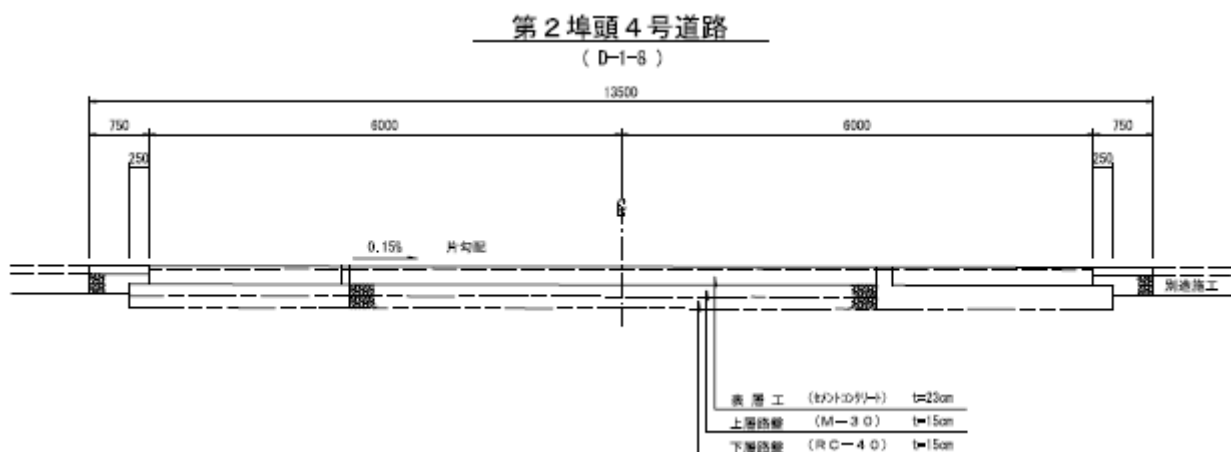 第2埠頭4号道路
( D-1-8 )
13500
750 6000 6000 750
250 250
0.15% 片勾配
別途施工
表 層 工 (セメントコンクリート) t=23cm
上層路盤 (M-30) t=15cm
下層路盤 (RC-40) t=15cm